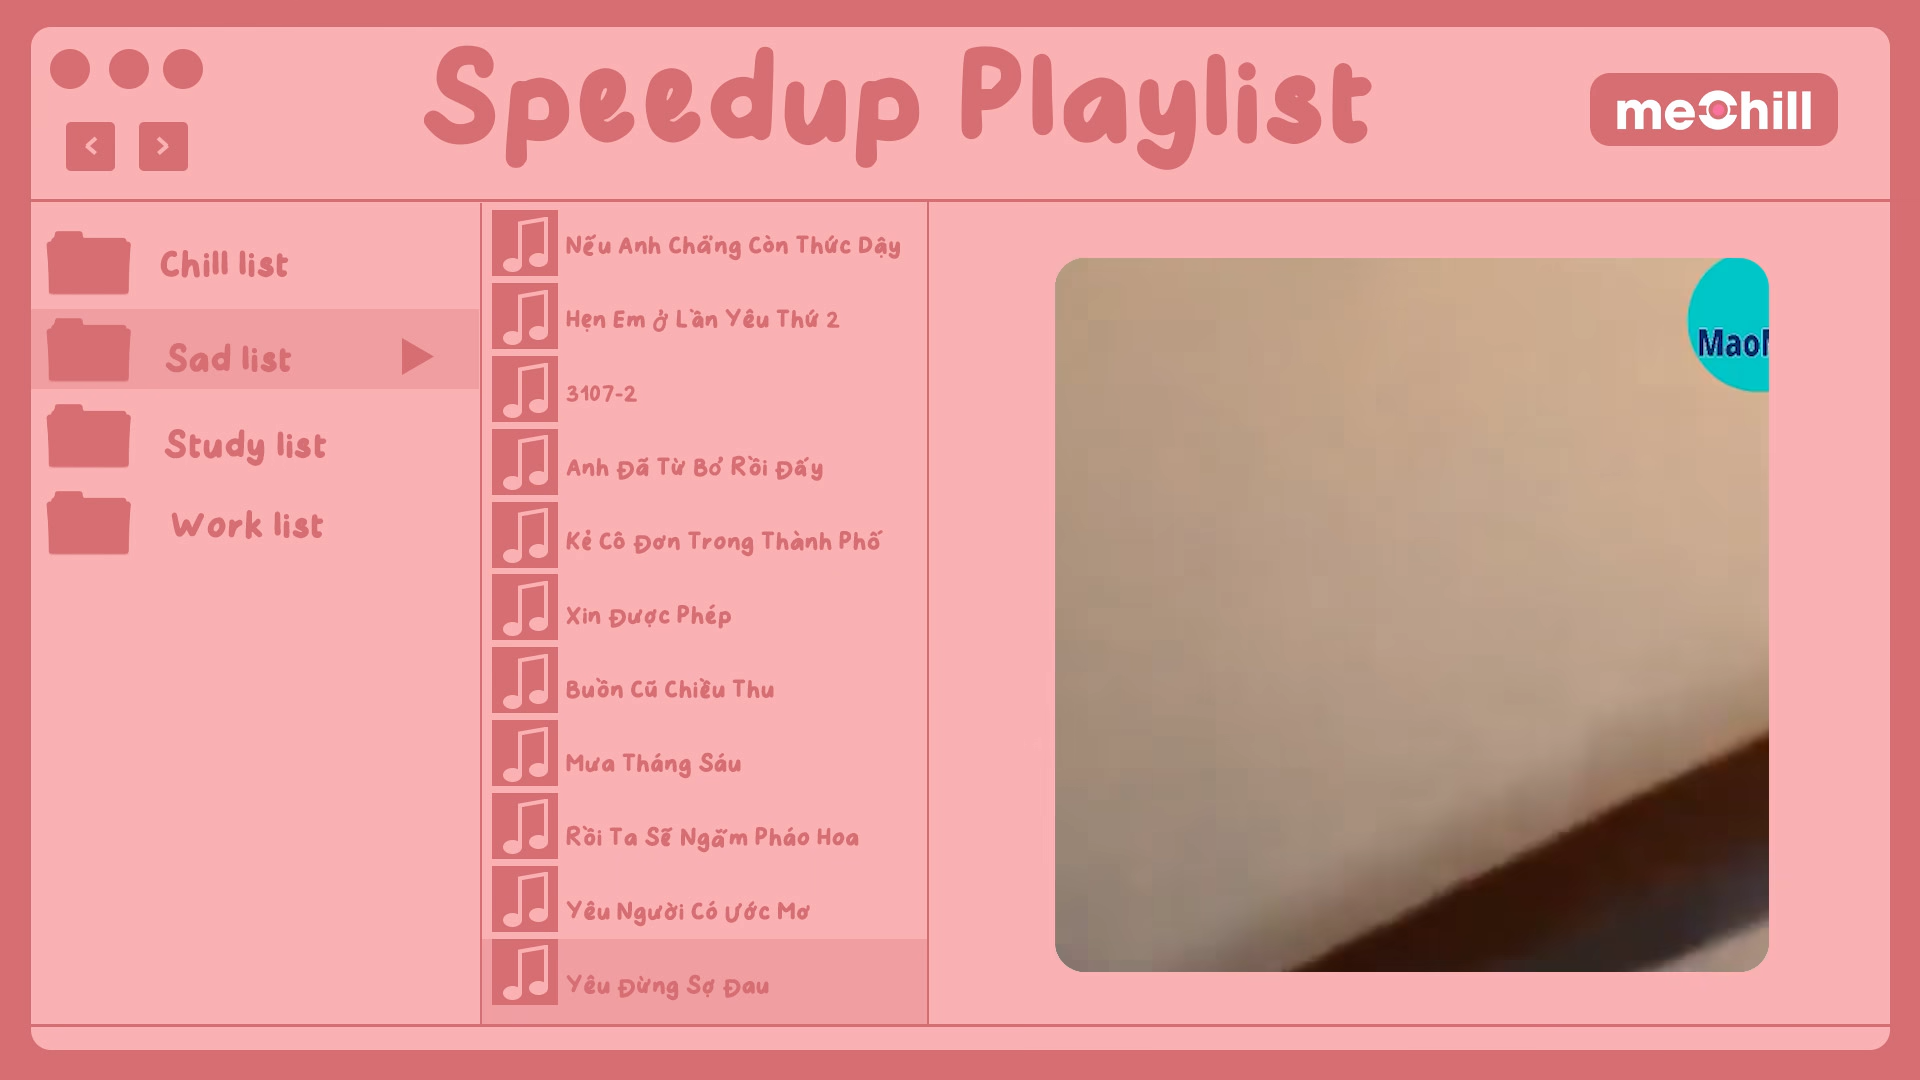 Speedup Playlist
mechill
Chill list
Sad list
Study list
Work list
Nếu Anh Chẳng Còn Thức Dậy
Hẹn Em ở Lần Yêu Thứ 2
3107-2
Anh Đã Từ Bỏ Rồi Đấy
Kẻ Cô Đơn Trong Thành Phố
Xin Được Phép
Buồn Cũ Chiều Thu
Mưa Tháng Sáu
Rồi Ta Sẽ Ngắm Pháo Hoa
Yêu Người Có Ước Mơ
Yêu Đừng Sợ Đau